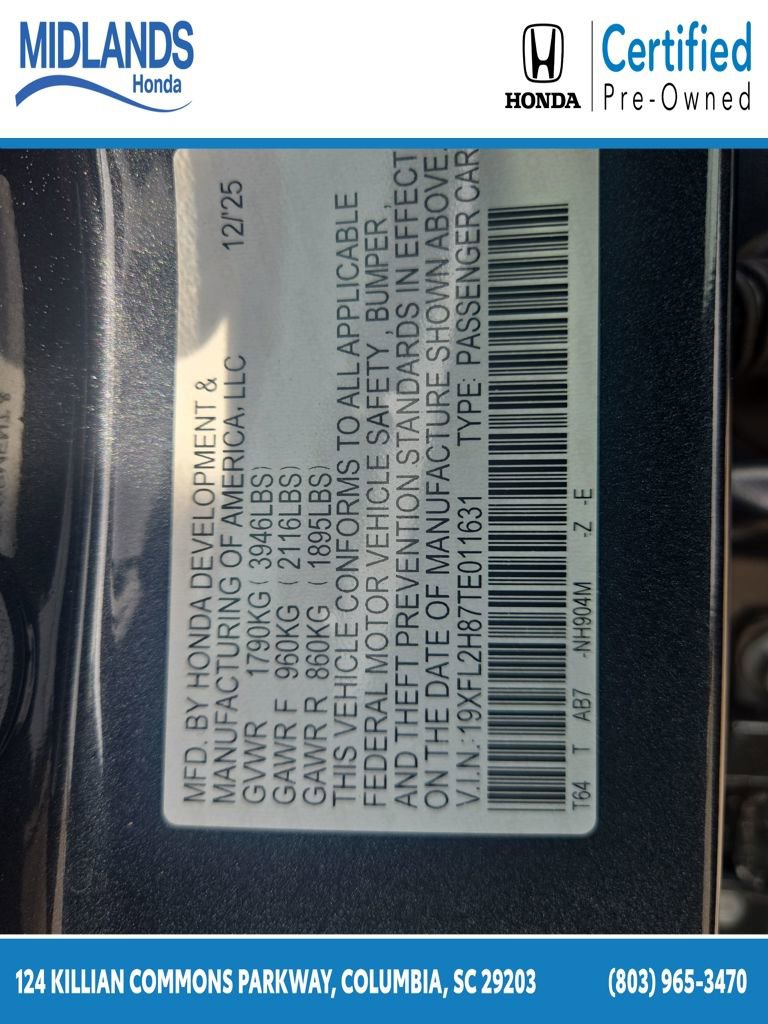 MIDLANDS
Honda
HONDA
Certified
Pre-Owned
12/'25
MFD. BY HONDA DEVELOPMENT &
MANUFACTURING OF AMERICA, LLC
GVWR 1790KG ( 3946LBS)
GAWR F 960KG ( 2116LBS)
GAWR R 860KG ( 1895LBS)
THIS VEHICLE CONFORMS TO ALL APPLICABLE
FEDERAL MOTOR VEHICLE SAFETY , BUMPER ,
AND THEFT PREVENTION STANDARDS IN EFFECT
ON THE DATE OF MANUFACTURE SHOWN ABOVE.
V.I.N.: 19XFL2H87TE011631 TYPE: PASSENGER CAR
T64 T AB7 -NH904M -Z -E
124 KILLIAN COMMONS PARKWAY, COLUMBIA, SC 29203
(803) 965-3470